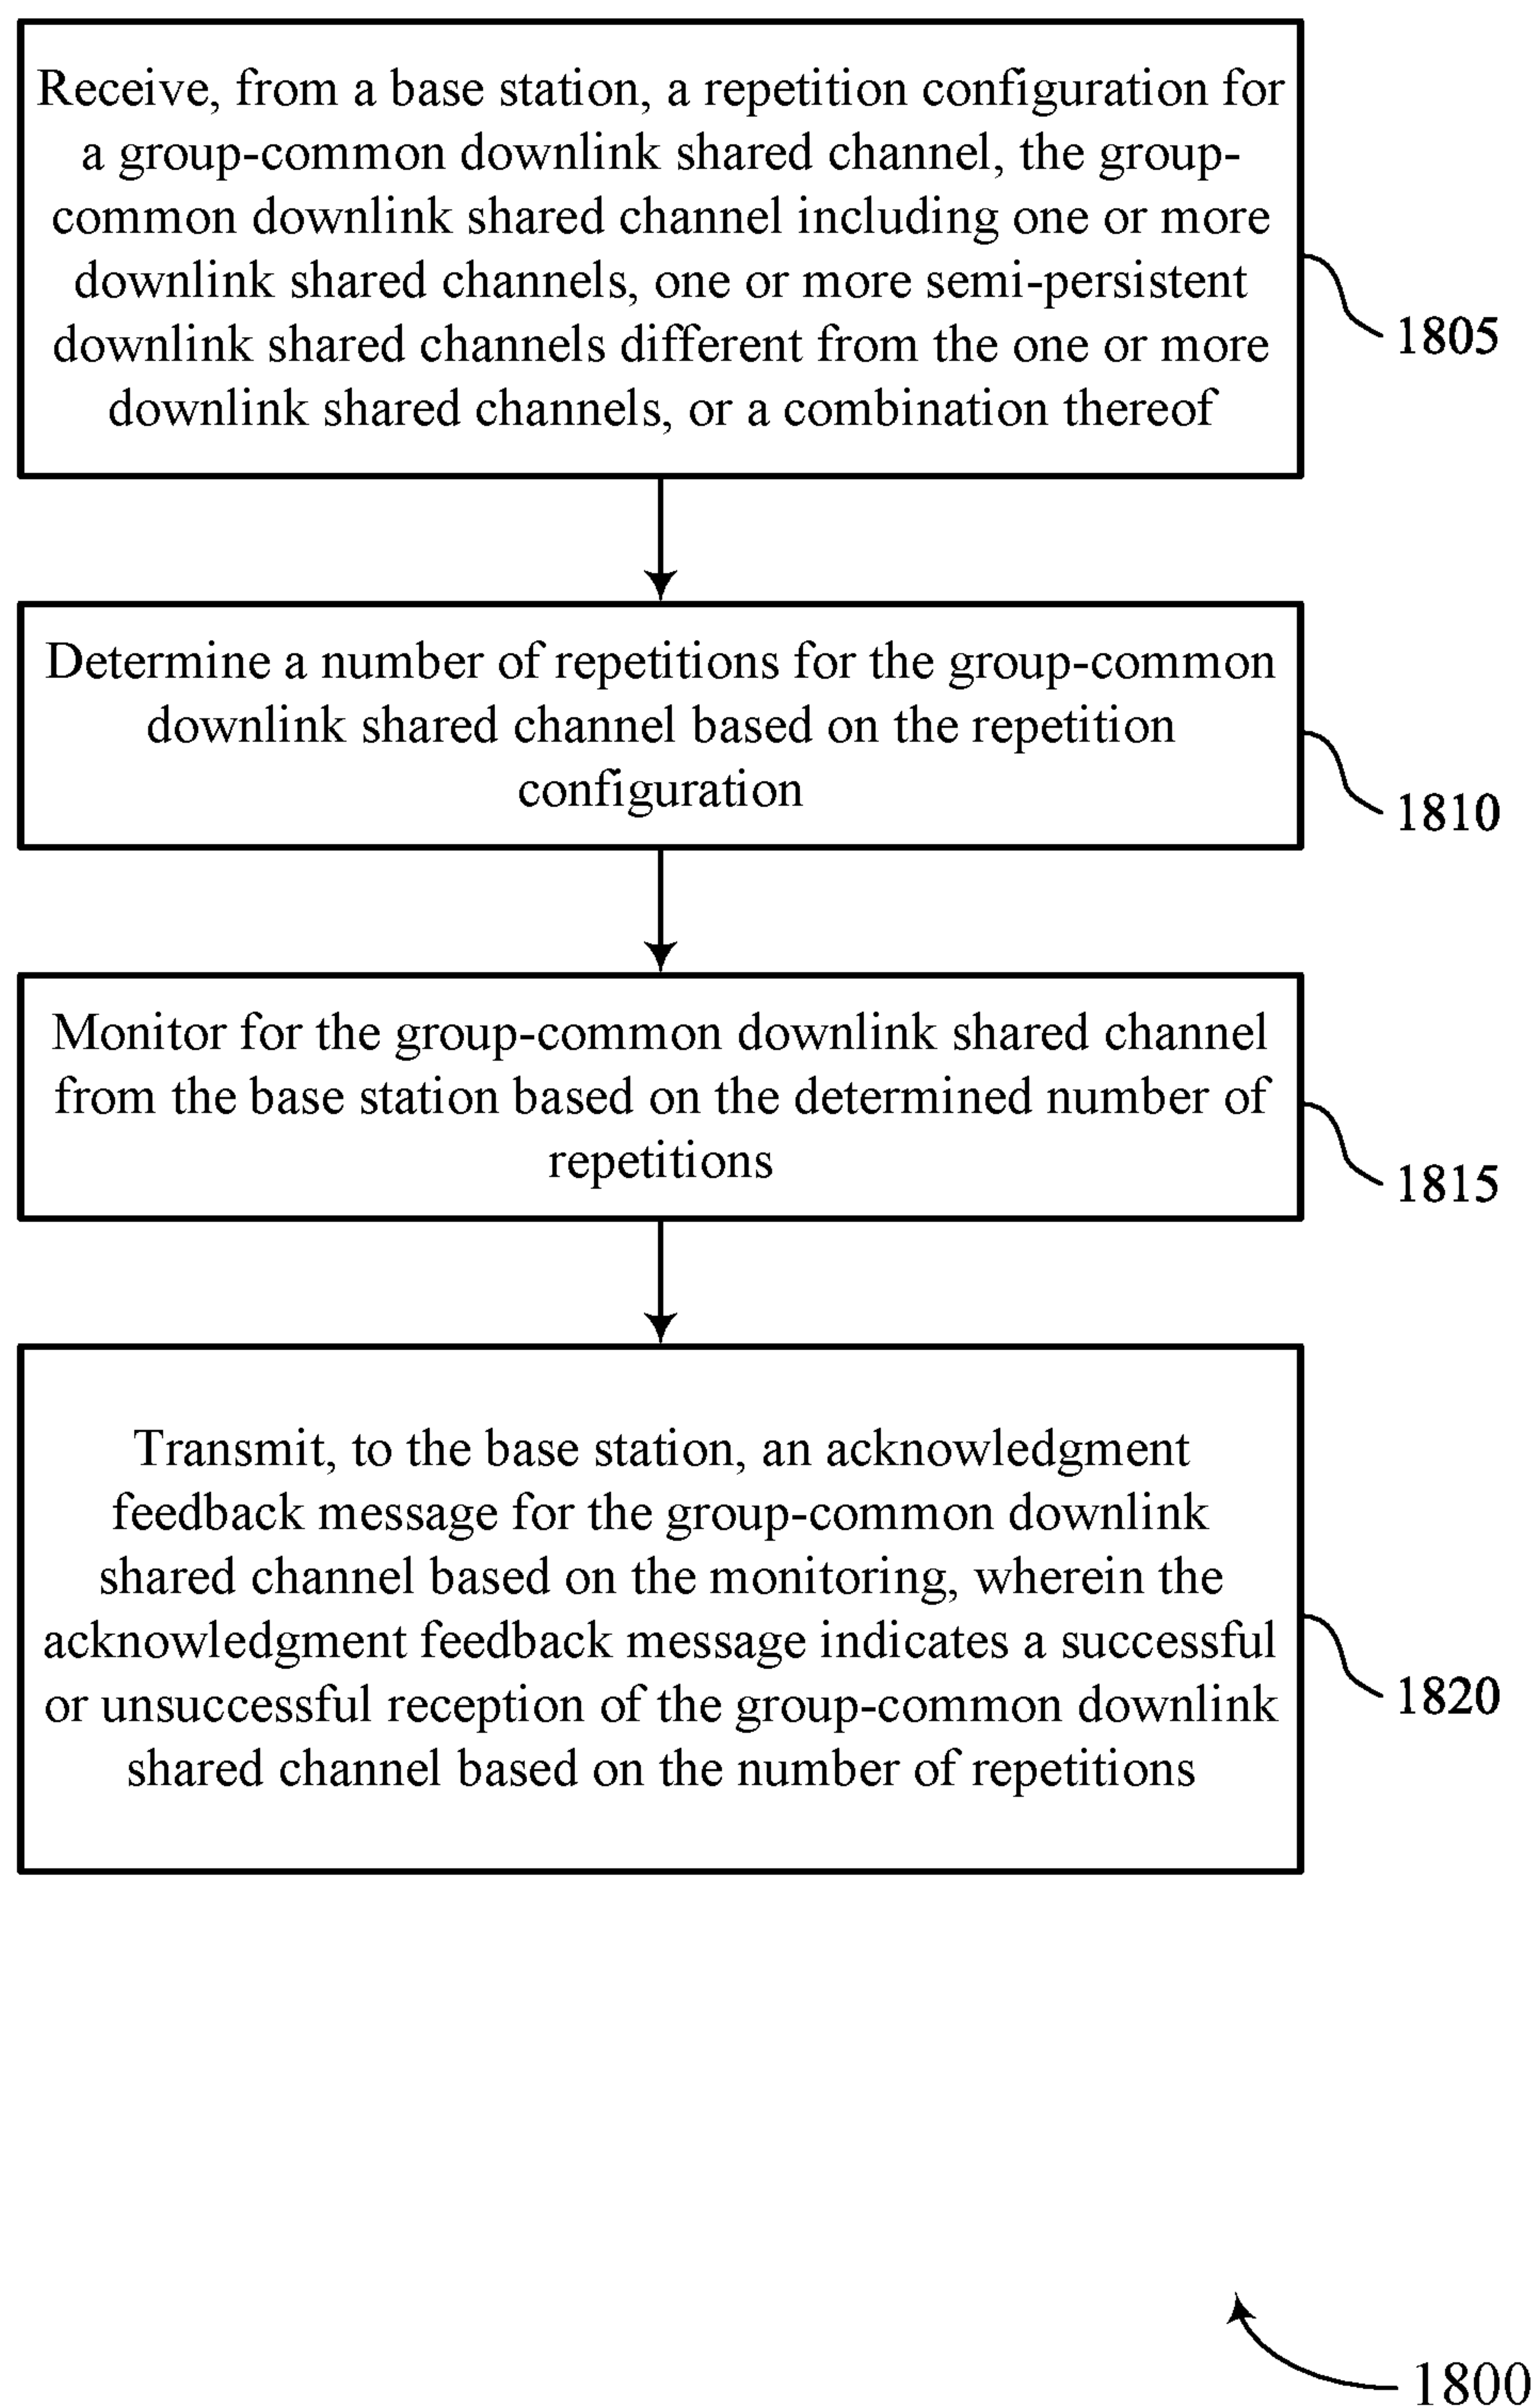 Receive, from a base station, a repetition configuration for
a group-common downlink shared channel, the group-
common downlink shared channel including one or more
downlink shared channels, one or more semi-persistent
downlink shared channels different from the one or more
downlink shared channels, or a combination thereof
1805
Determine a number of repetitions for the group-common
downlink shared channel based on the repetition
configuration
1810
Monitor for the group-common downlink shared channel
from the base station based on the determined number of
repetitions
1815
Transmit, to the base station, an acknowledgment
feedback message for the group-common downlink
shared channel based on the monitoring, wherein the
acknowledgment feedback message indicates a successful
or unsuccessful reception of the group-common downlink
shared channel based on the number of repetitions
1820
1800